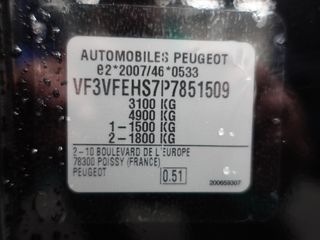 AUTOMOBILES PEUGEOT
e2*2007/46*0533
VF3VFEHS7P7851509
3100 KG
4900 KG
1-1500 KG
2-1800 KG
2-10 BOULEVARD DE L'EUROPE
78300 POISSY (FRANCE)
PEUGEOT 0.51
200659307